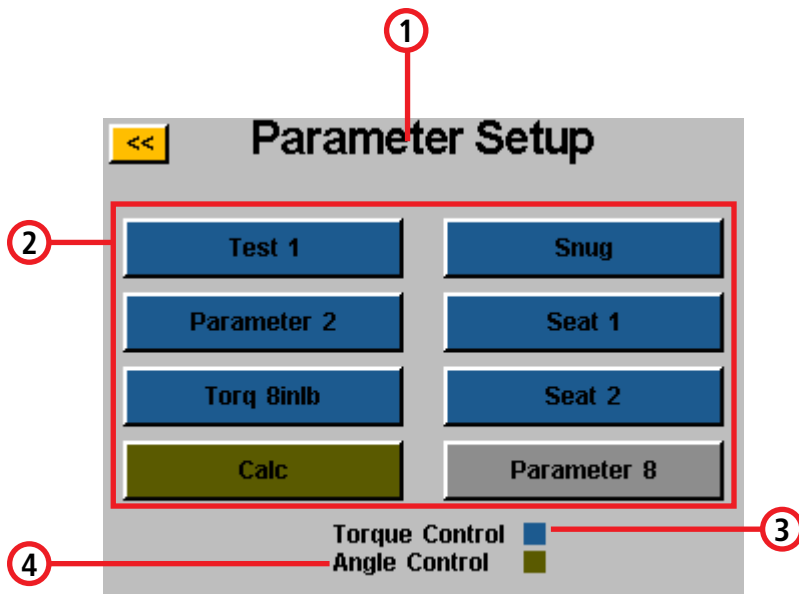 1
<< Parameter Setup
2
Test 1 Snug
Parameter 2 Seat 1
Torq 8inlb Seat 2
Calc Parameter 8
Torque Control
3
4
Angle Control